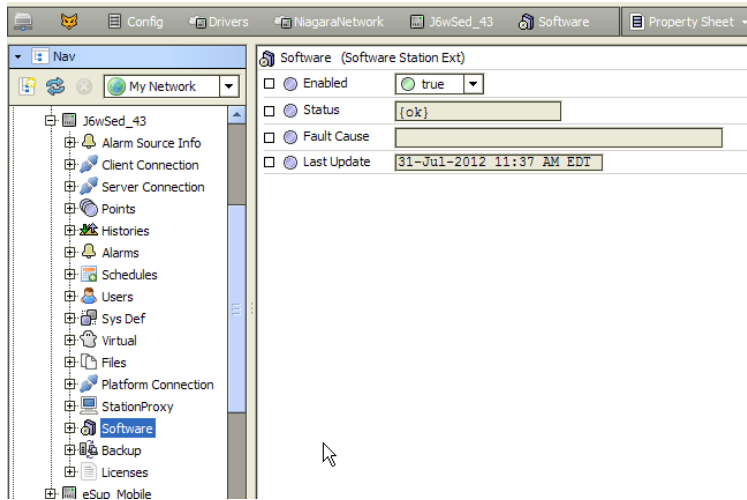 Config Drivers NiagaraNetwork J6wSed_43 Software Property Sheet
Nav
My Network
J6wSed_43
Alarm Source Info
Client Connection
Server Connection
Points
Histories
Alarms
Schedules
Users
Sys Def
Virtual
Files
Platform Connection
StationProxy
Software
Backup
Licenses
eSup_Mobile
Software (Software Station Ext)
Enabled true
Status {ok}
Fault Cause
Last Update 31-Jul-2012 11:37 AM EDT